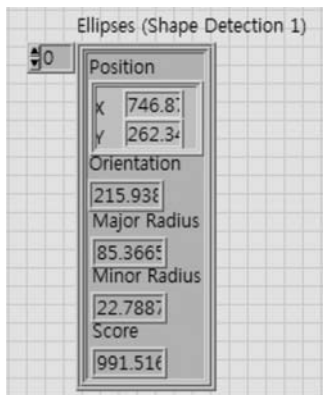 Ellipses (Shape Detection 1)
0
Position
X 746.87
Y 262.34
Orientation
215.938
Major Radius
85.3665
Minor Radius
22.7887
Score
991.516